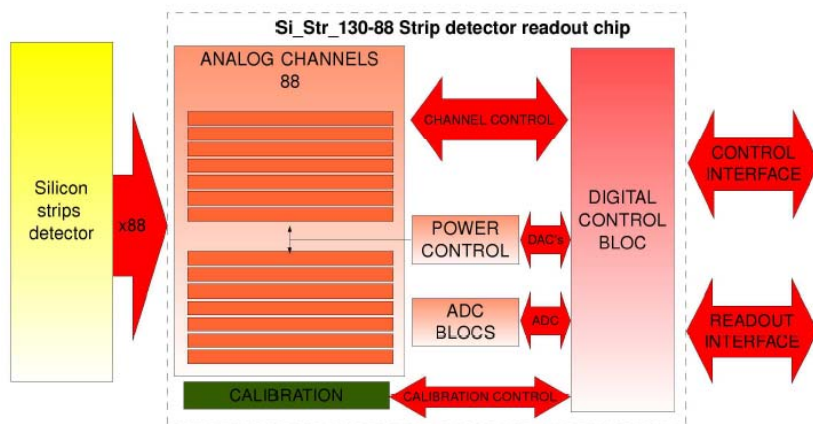 Si_Str_130-88 Strip detector readout chip
ANALOG CHANNELS
88
CHANNEL CONTROL
Silicon
strips
detector
x88
POWER
CONTROL
DAC's
DIGITAL
CONTROL
BLOC
CONTROL
INTERFACE
ADC
BLOCS
ADC
READOUT
INTERFACE
CALIBRATION
CALIBRATION CONTROL